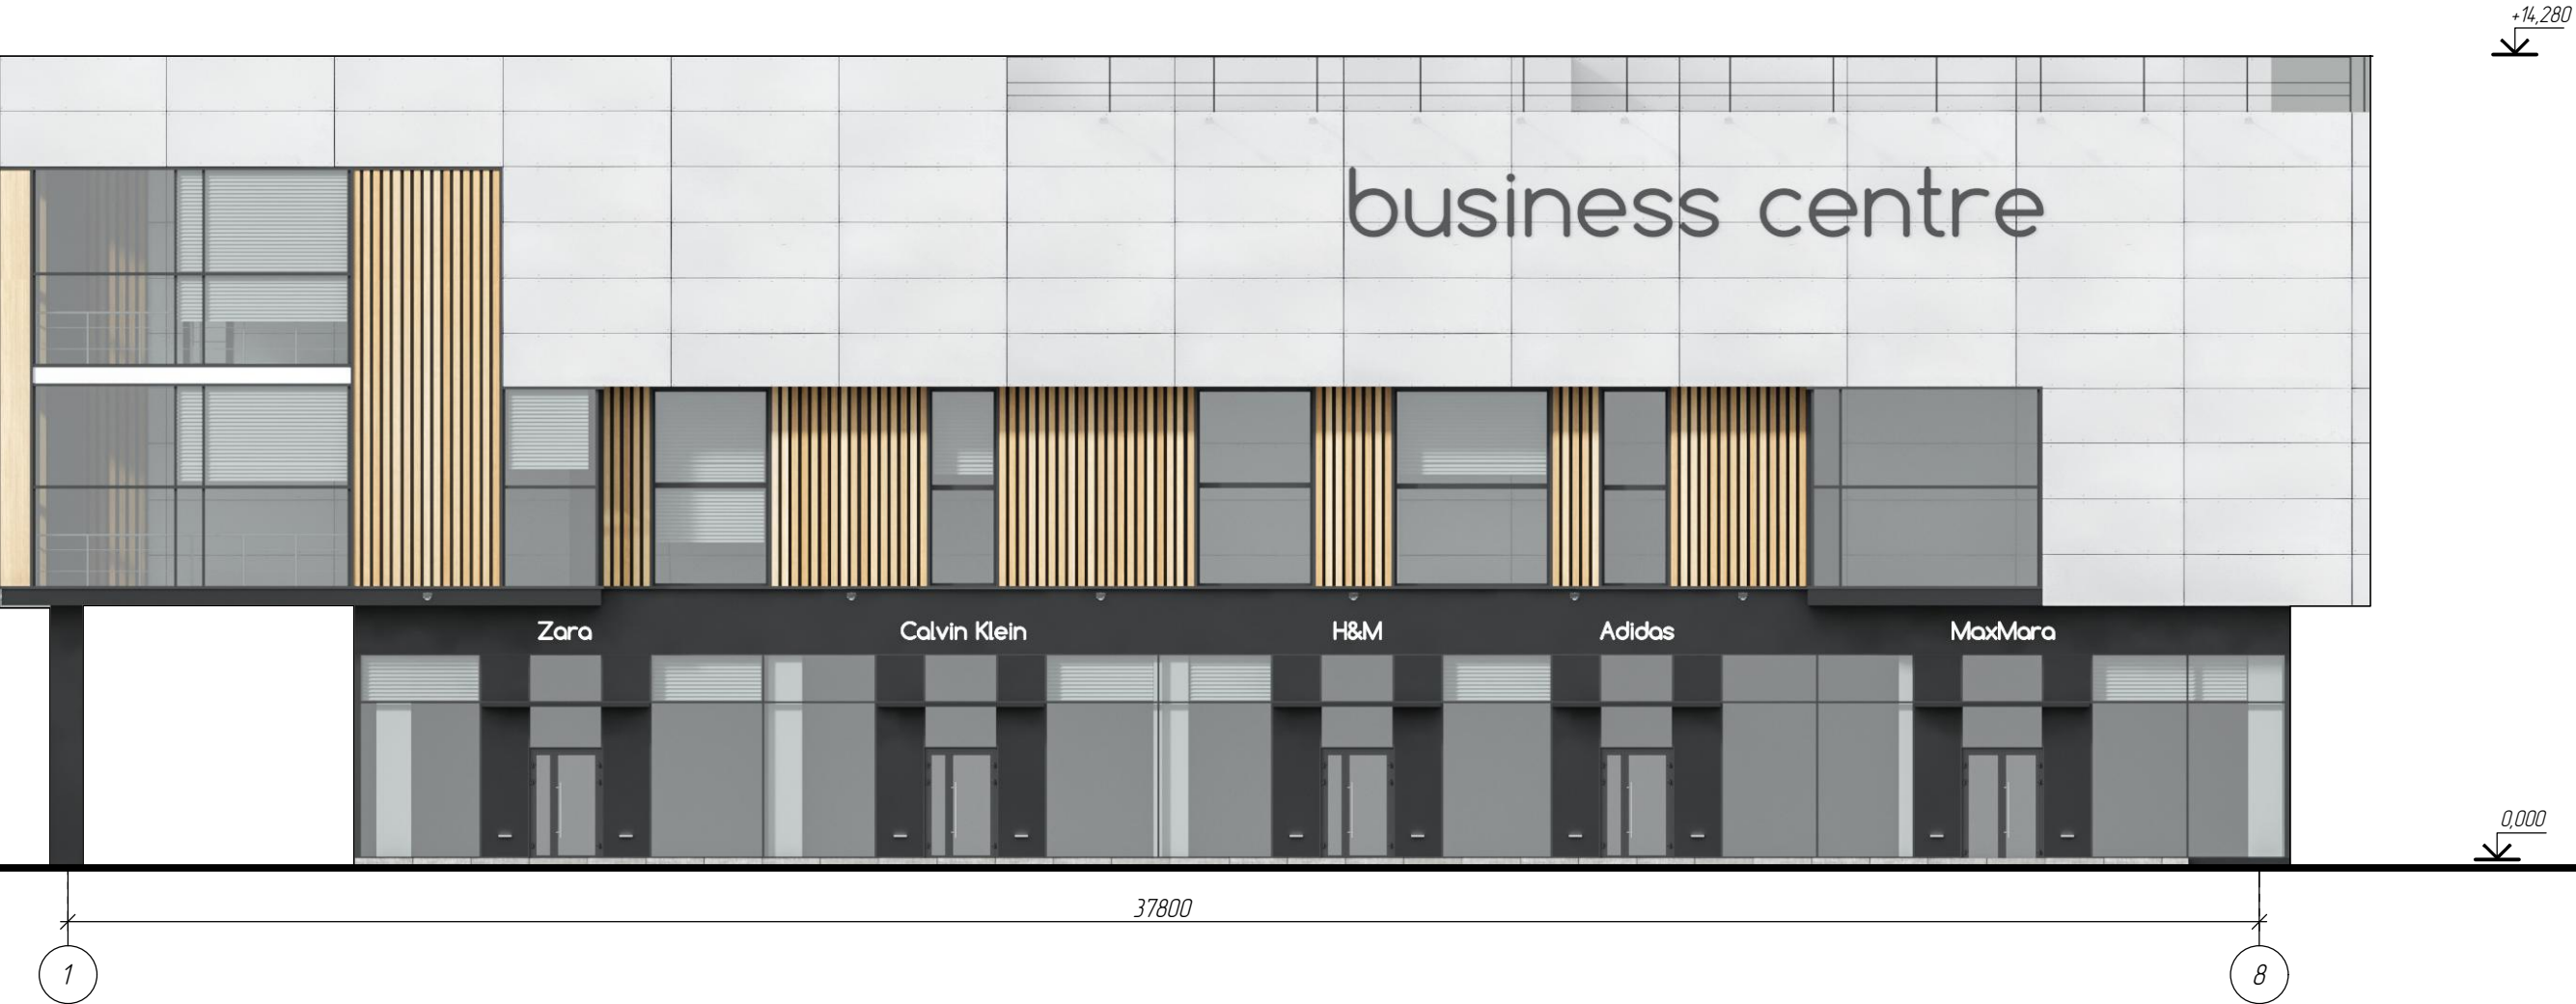 +14,280
business centre
Zara
Calvin Klein
H&M
Adidas
MaxMara
0,000
37800
1
8